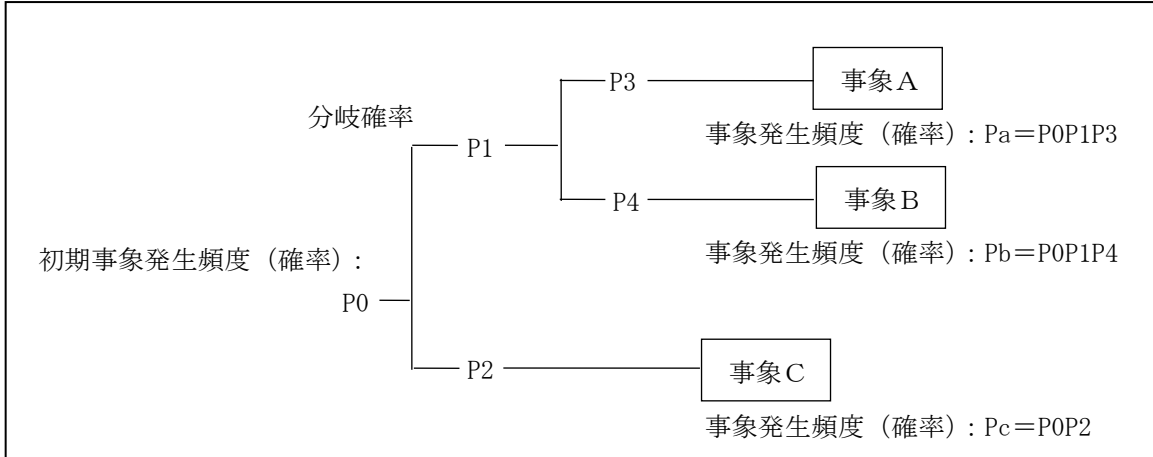 P3
事象A
分岐確率
事象発生頻度(確率):Pa=P0P1P3
P1
P4
事象B
初期事象発生頻度(確率):
事象発生頻度(確率):Pb=P0P1P4
P0
P2
事象C
事象発生頻度(確率):Pc=P0P2